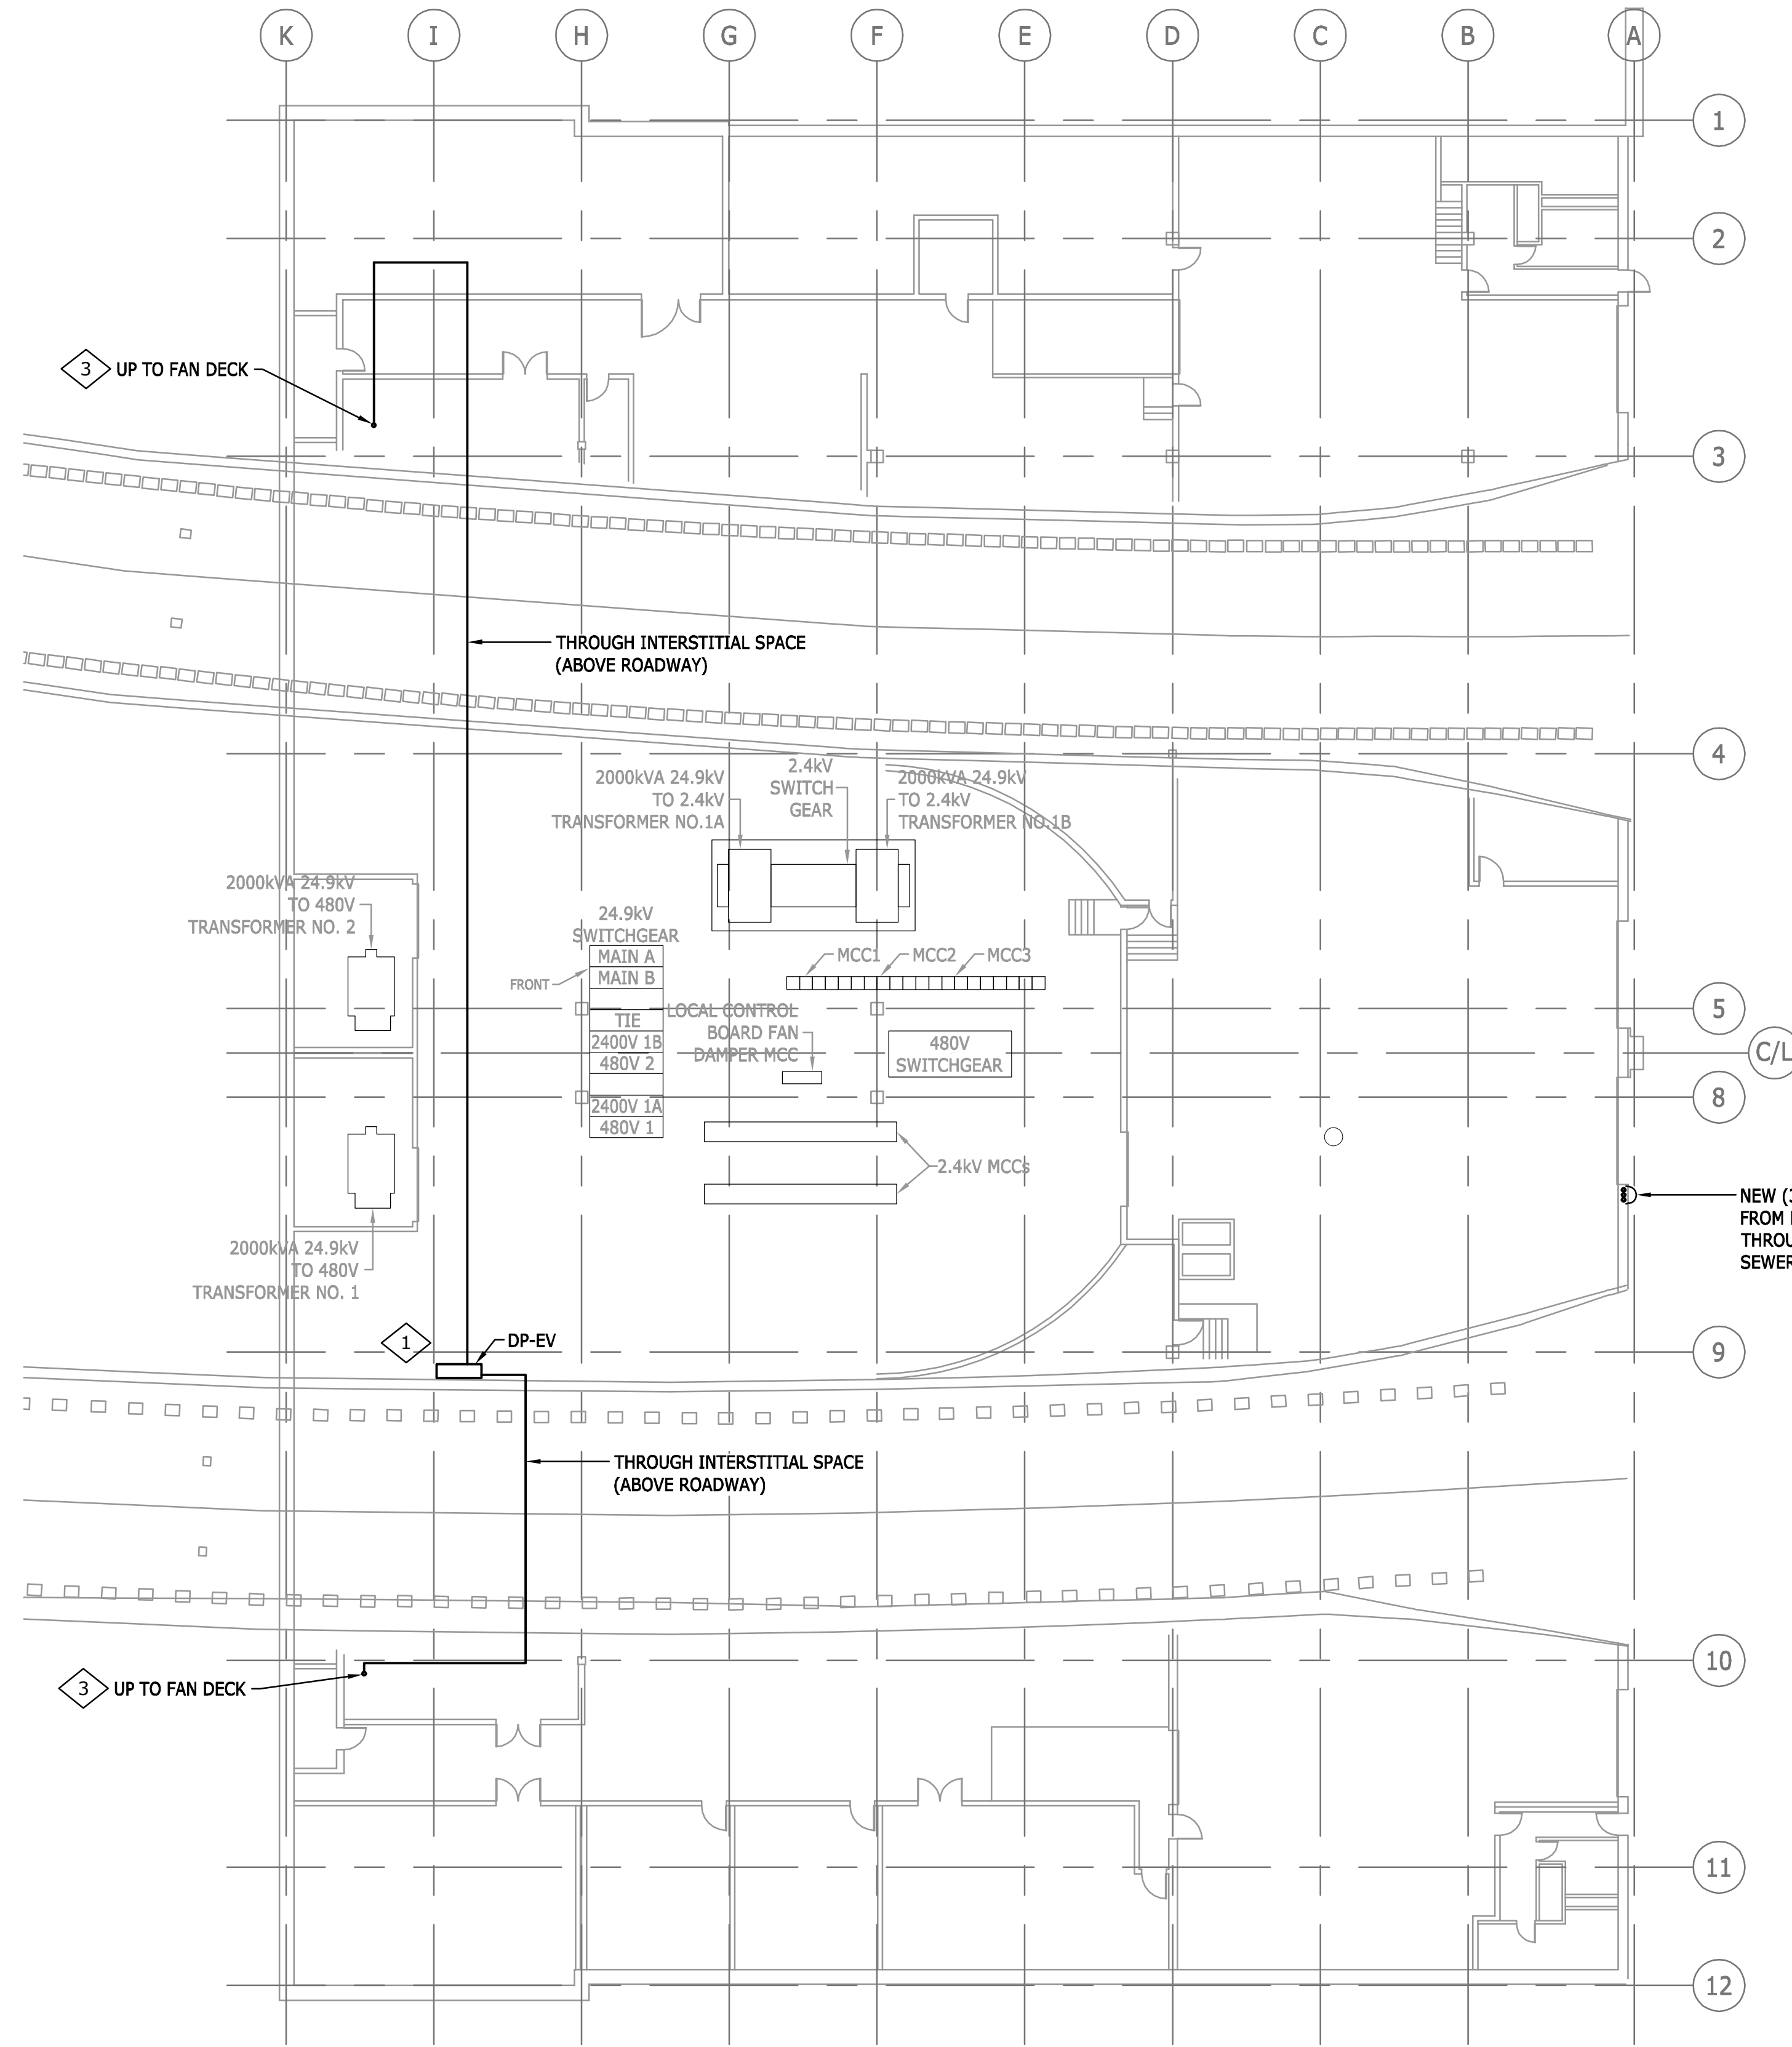 K
I
H
G
F
E
D
C
B
A
1
2
3
3 UP TO FAN DECK
THROUGH INTERSTITIAL SPACE
(ABOVE ROADWAY)
4
2000kVA 24.9kV
TO 2.4kV
TRANSFORMER NO.1A
2.4kV
SWITCH
GEAR
2000kVA 24.9kV
TO 2.4kV
TRANSFORMER NO.1B
2000kVA 24.9kV
TO 480V
TRANSFORMER NO. 2
24.9kV
SWITCHGEAR
FRONT
MAIN A
MAIN B
TIE
2400V 1B
480V 2
2400V 1A
480V 1
MCC1
MCC2
MCC3
LOCAL CONTROL
BOARD FAN
DAMPER MCC
480V
SWITCHGEAR
5
C/L
8
2.4kV MCCs
NEW (
FROM
THROU
SEWER
2000kVA 24.9kV
TO 480V
TRANSFORMER NO. 1
1
DP-EV
9
THROUGH INTERSTITIAL SPACE
(ABOVE ROADWAY)
10
3 UP TO FAN DECK
11
12